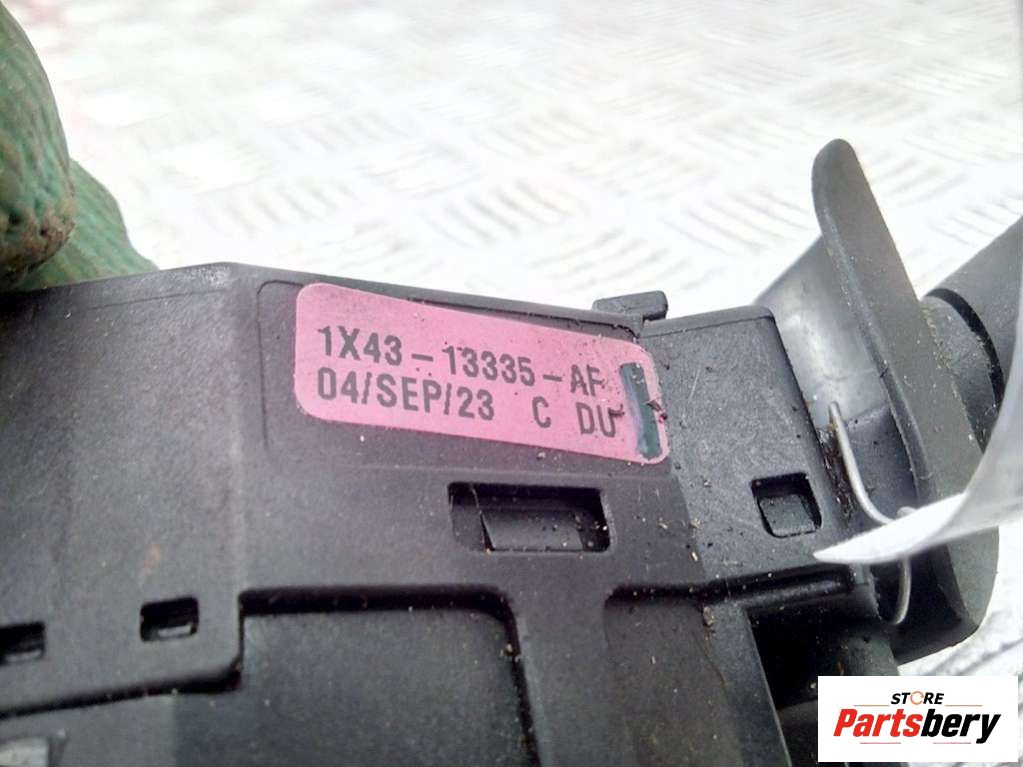 1X43-13335-AF
04/SEP/23 C DU
STORE
Partsbery